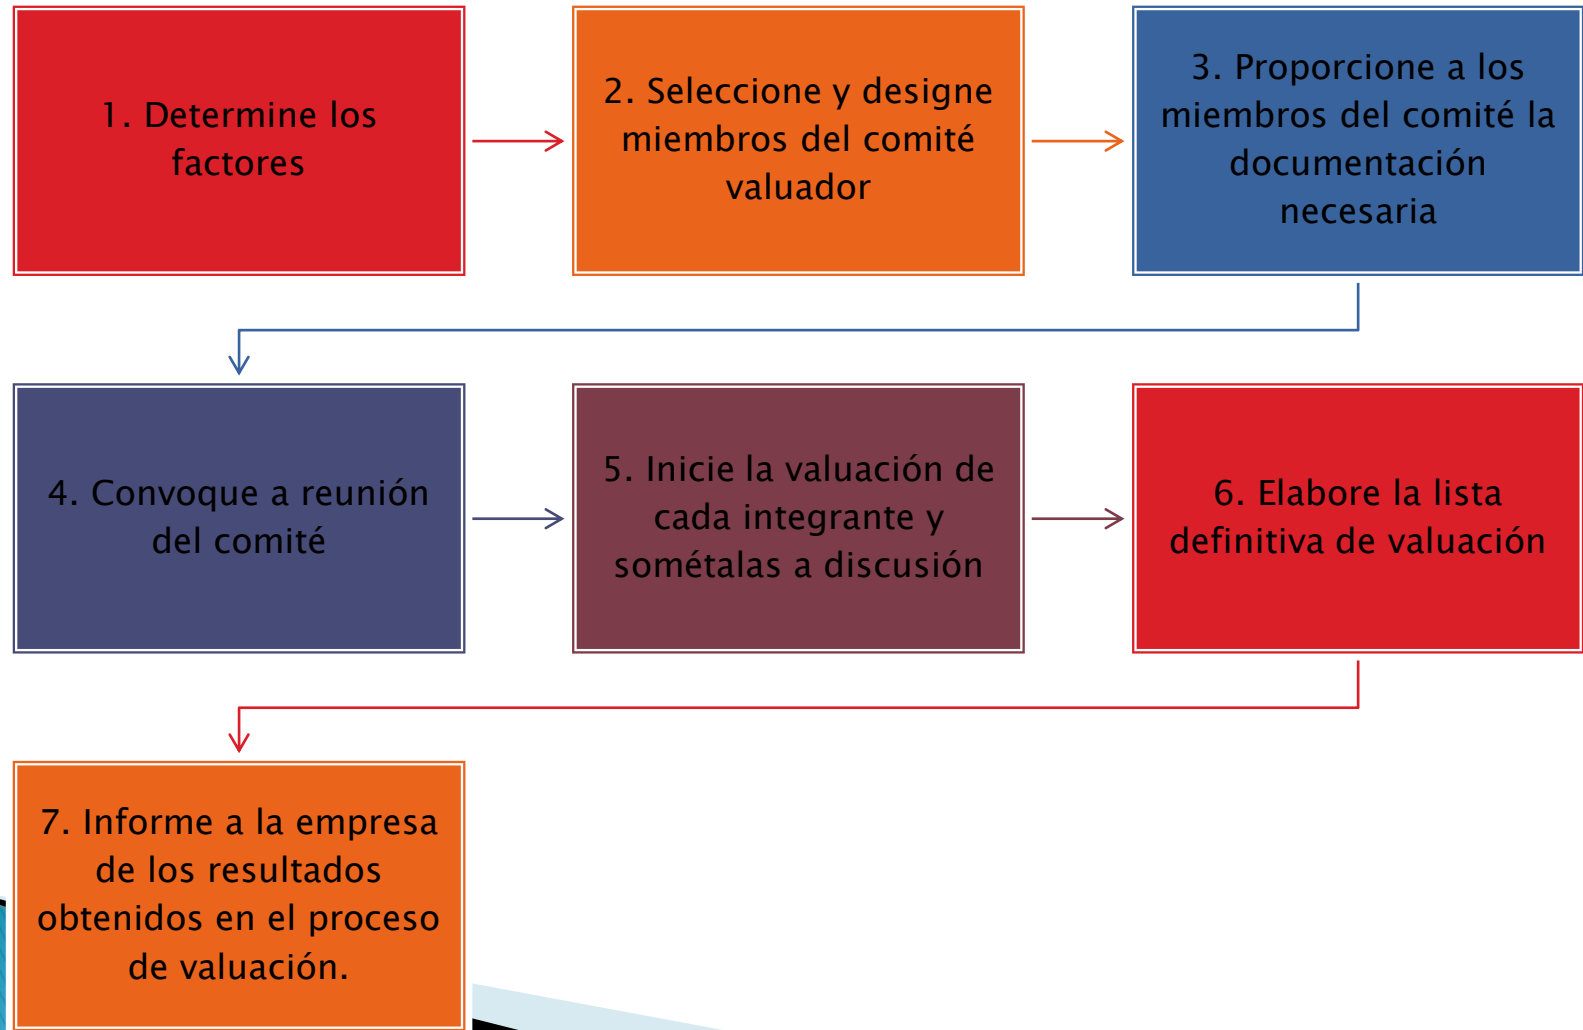 1. Determine los
factores
2. Seleccione y designe
miembros del comité
valuador
3. Proporcione a los
miembros del comité la
documentación
necesaria
4. Convoque a reunión
del comité
5. Inicie la valuación de
cada integrante y
sométalas a discusión
6. Elabore la lista
definitiva de valuación
7. Informe a la empresa
de los resultados
obtenidos en el proceso
de valuación.